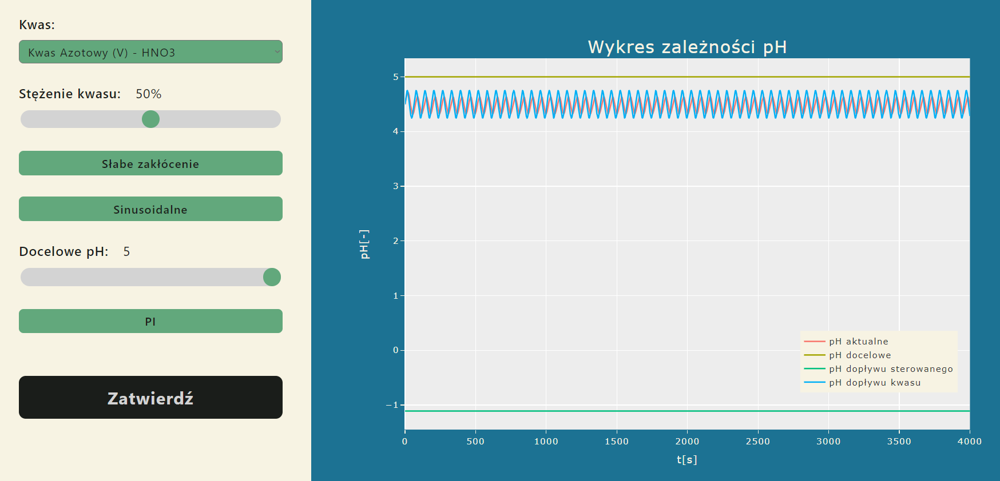 Kwas:
Kwas Azotowy (V) - HNO3
Stężenie kwasu: 50%
Słabe zakłócenie
Sinusoidalne
Docelowe pH: 5
PI
Zatwierdź
Wykres zależności pH
5
4
3
2
1
0
−1
pH[-]
0 500 1000 1500 2000 2500 3000 3500 4000
t[s]
pH aktualne
pH docelowe
pH dopływu sterowanego
pH dopływu kwasu